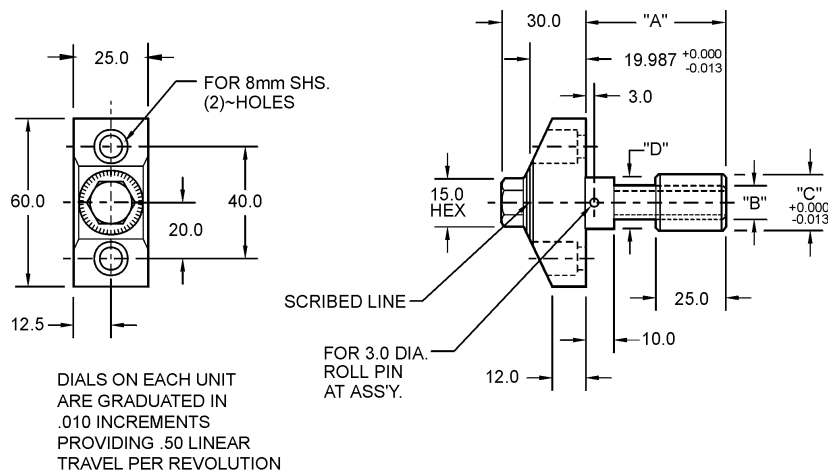 30.0
"A"
25.0
19.987 +0.000
-0.013
FOR 8mm SHS.
(2)~HOLES
3.0
"D"
60.0
40.0
20.0
15.0
HEX
"B"
"C"
+0.000
-0.013
SCRIBED LINE
25.0
12.5
10.0
FOR 3.0 DIA.
ROLL PIN
AT ASS'Y.
12.0
DIALS ON EACH UNIT
ARE GRADUATED IN
.010 INCREMENTS
PROVIDING .50 LINEAR
TRAVEL PER REVOLUTION